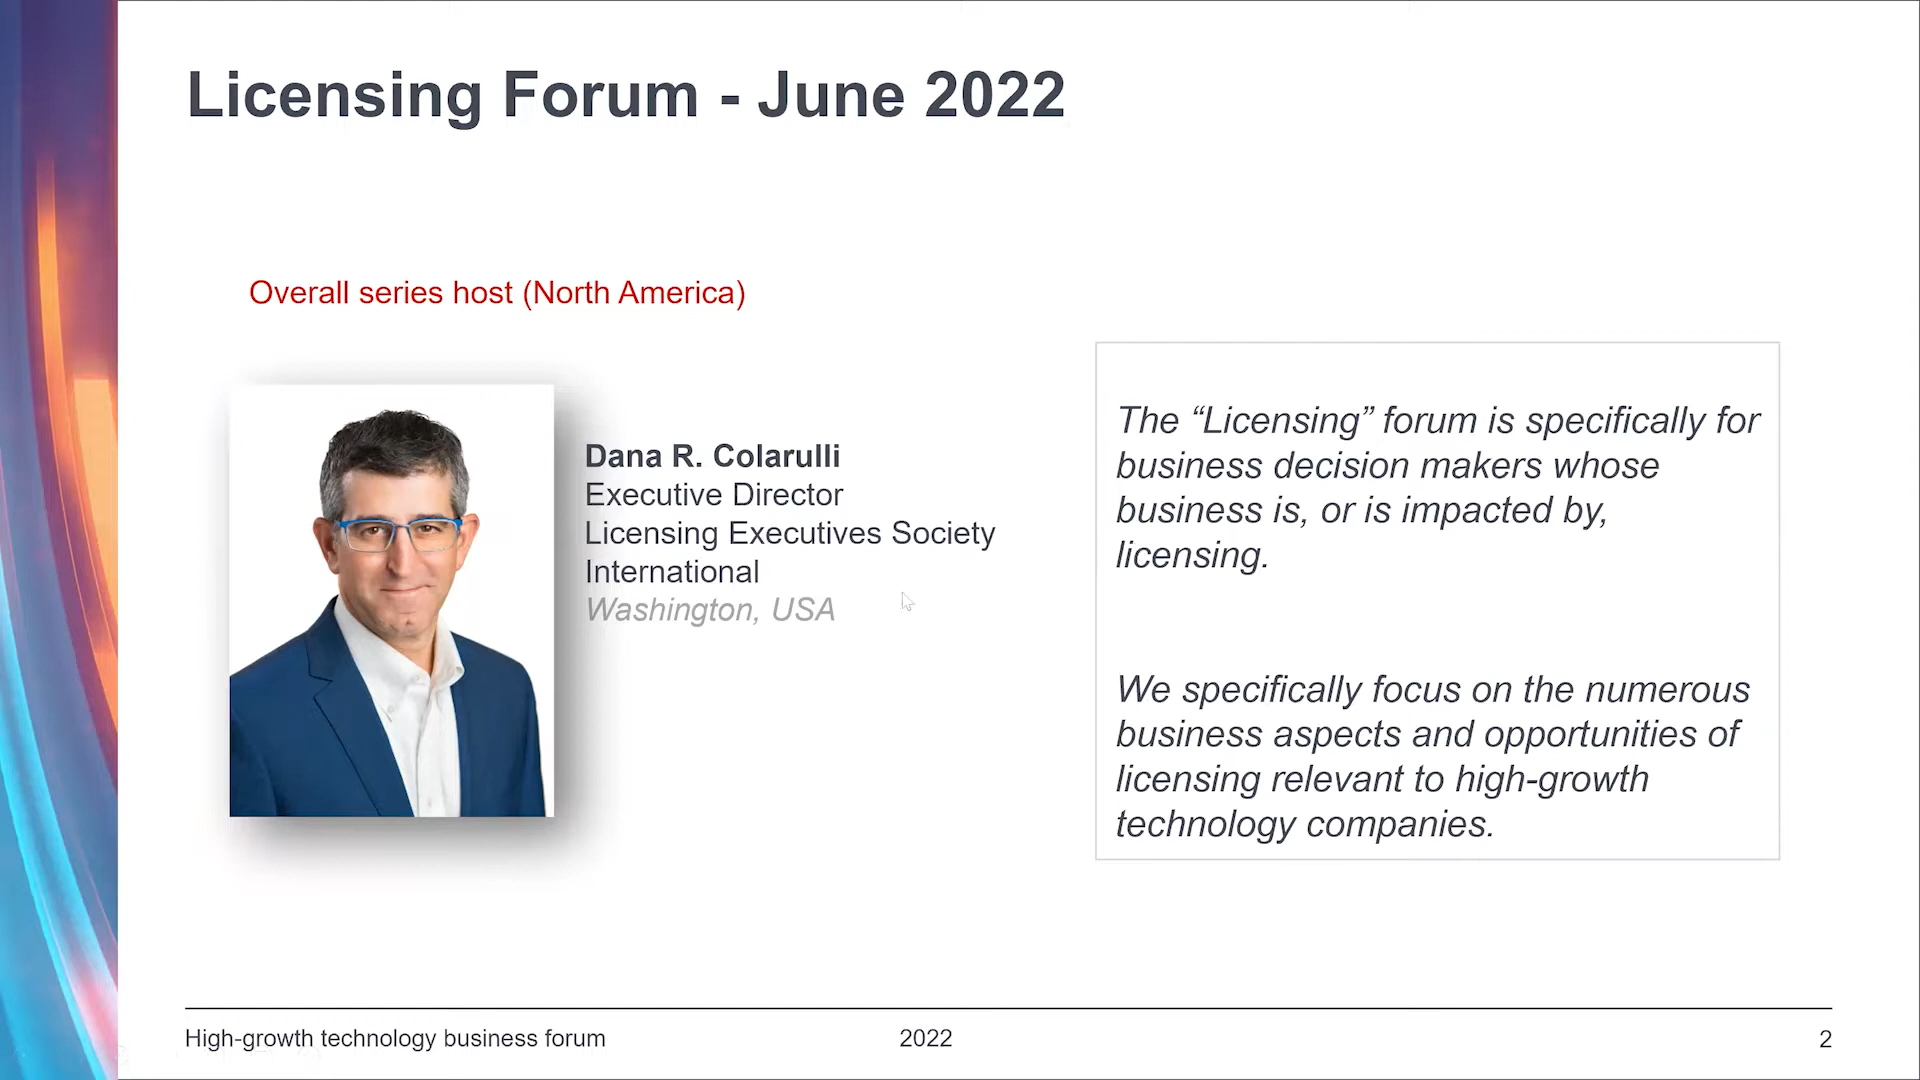 Licensing Forum - June 2022
Overall series host (North America)
Dana R. Colarulli
Executive Director
Licensing Executives Society
International
Washington, USA
The “Licensing” forum is specifically for
business decision makers whose
business is, or is impacted by,
licensing.
We specifically focus on the numerous
business aspects and opportunities of
licensing relevant to high-growth
technology companies.
High-growth technology business forum
2022
2